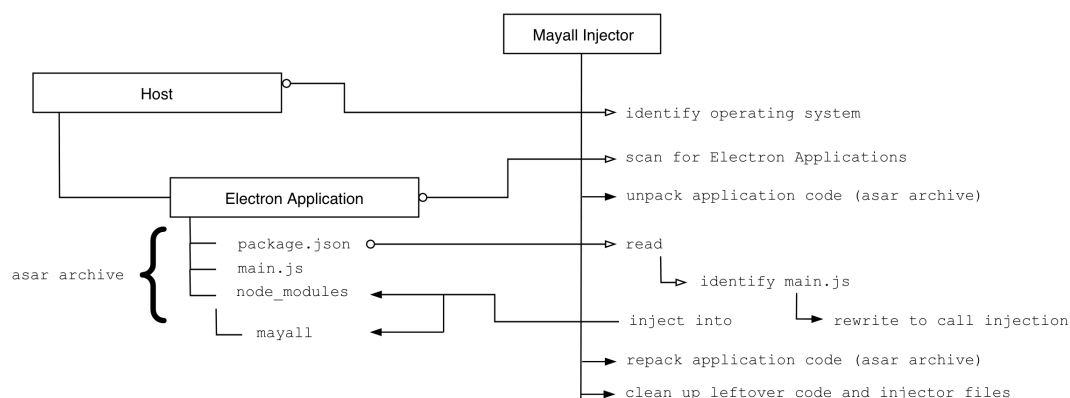 Mayall Injector
Host
identify operating system
scan for Electron Applications
Electron Application
unpack application code (asar archive)
package.json
read
main.js
asar archive
identify main.js
node_modules
inject into
rewrite to call injection
mayall
repack application code (asar archive)
clean up leftover code and injector files